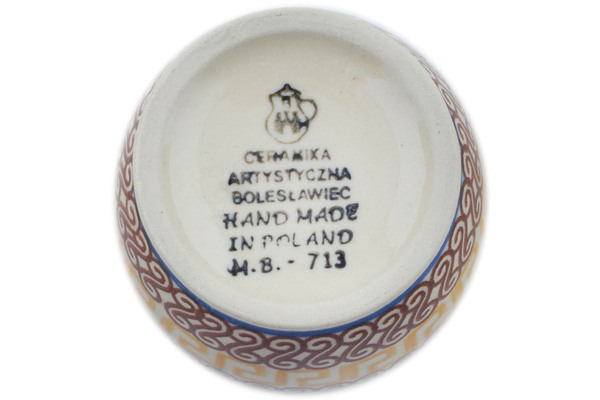 CERAMIKA
ARTYSTYCZNA
BOLESŁAWIEC
HAND MADE
IN POLAND
M.B. - 713